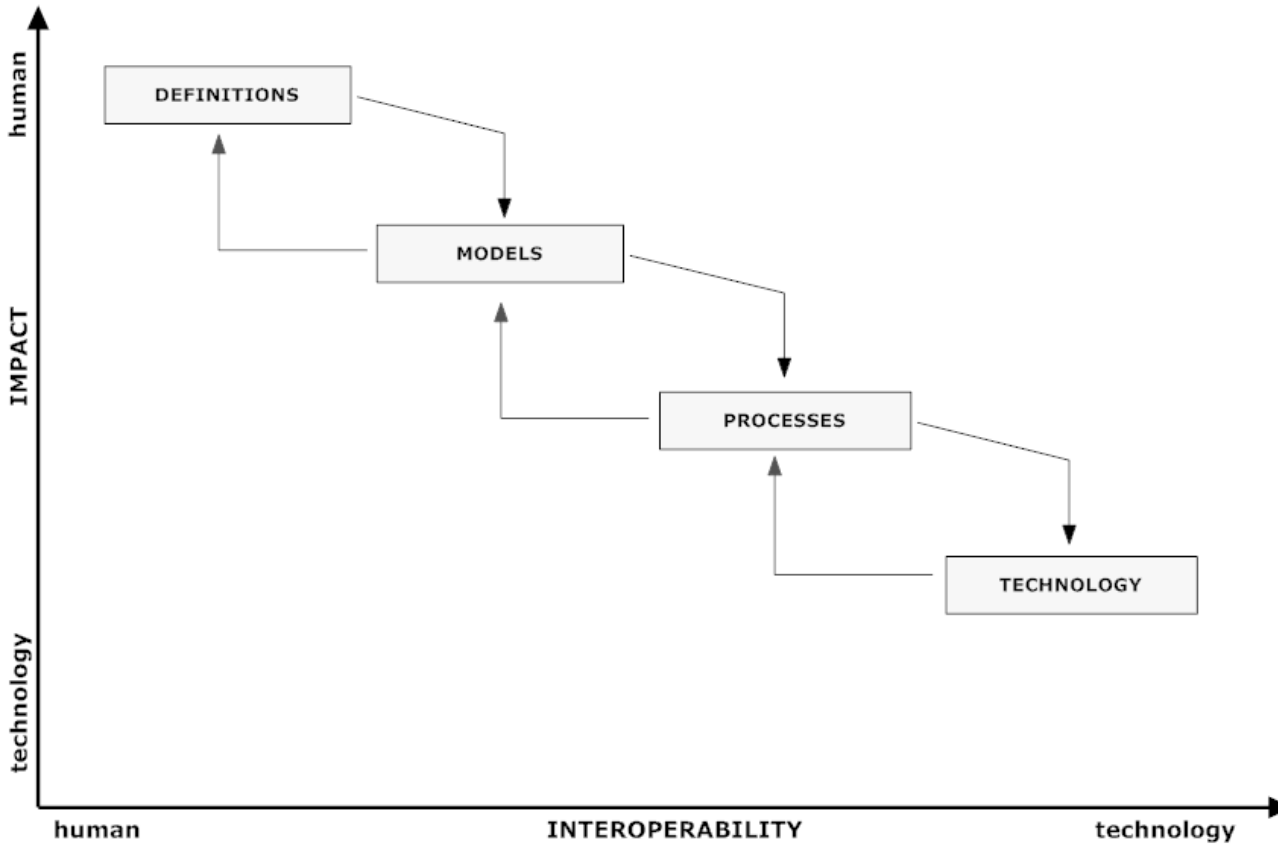 human
DEFINITIONS
MODELS
IMPACT
PROCESSES
TECHNOLOGY
technology
human
INTEROPERABILITY
technology